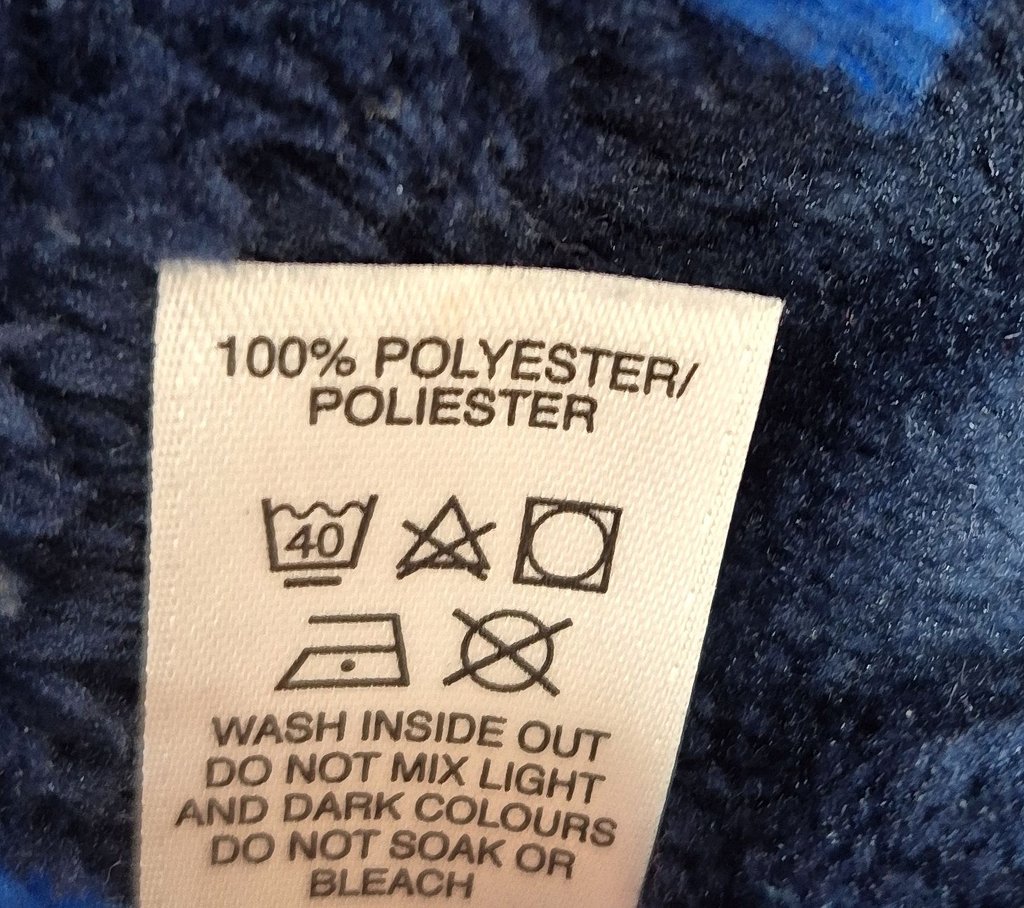 100% POLYESTER/
POLIESTER
40
WASH INSIDE OUT
DO NOT MIX LIGHT
AND DARK COLOURS
DO NOT SOAK OR
BLEACH